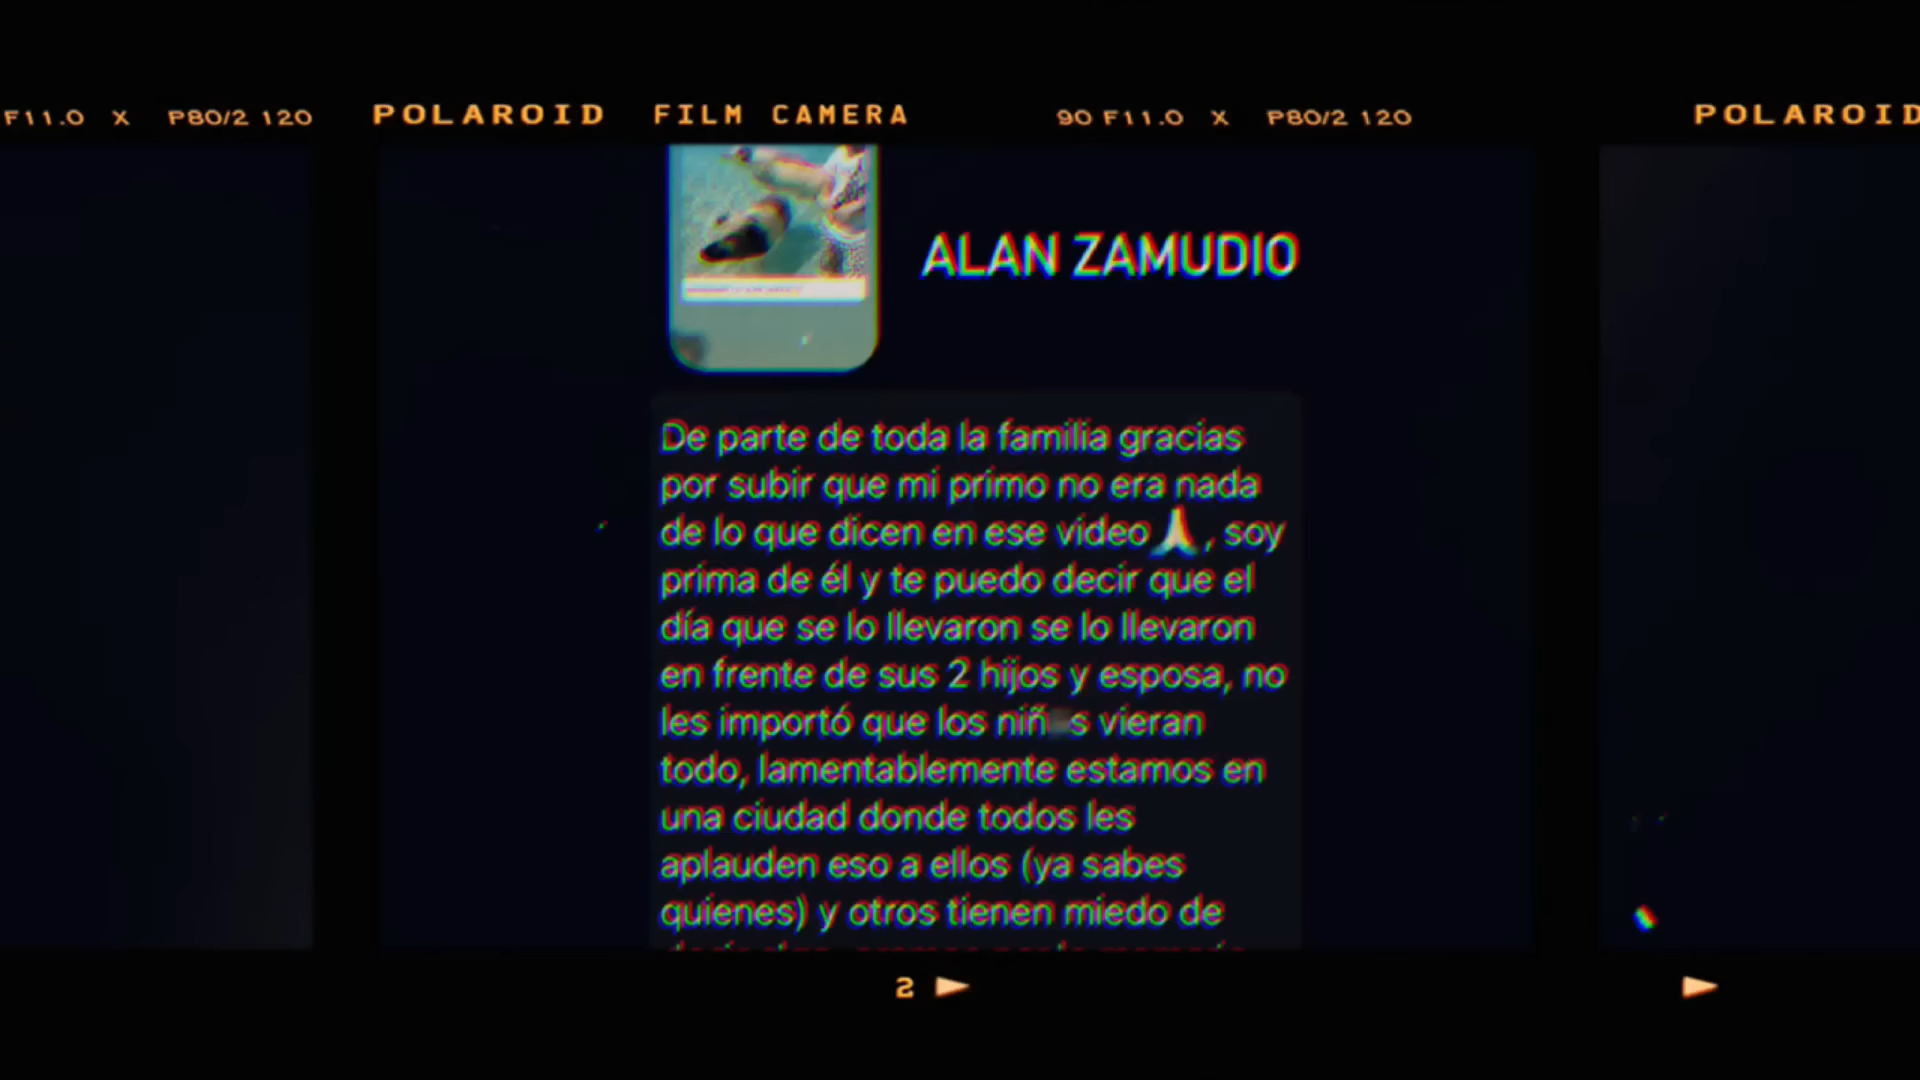 F11.0 X P80/2 120 POLAROID FILM CAMERA 90 F11.0 X P80/2 120 POLAROID
ALAN ZAMUDIO
De parte de toda la familia gracias
por subir que mi primo no era nada
de lo que dicen en ese video🙏, soy
prima de él y te puedo decir que el
día que se lo llevaron se lo llevaron
en frente de sus 2 hijos y esposa, no
les importó que los niñ s vieran
todo, lamentablemente estamos en
una ciudad donde todos les
aplauden eso a ellos (ya sabes
quienes) y otros tienen miedo de
2